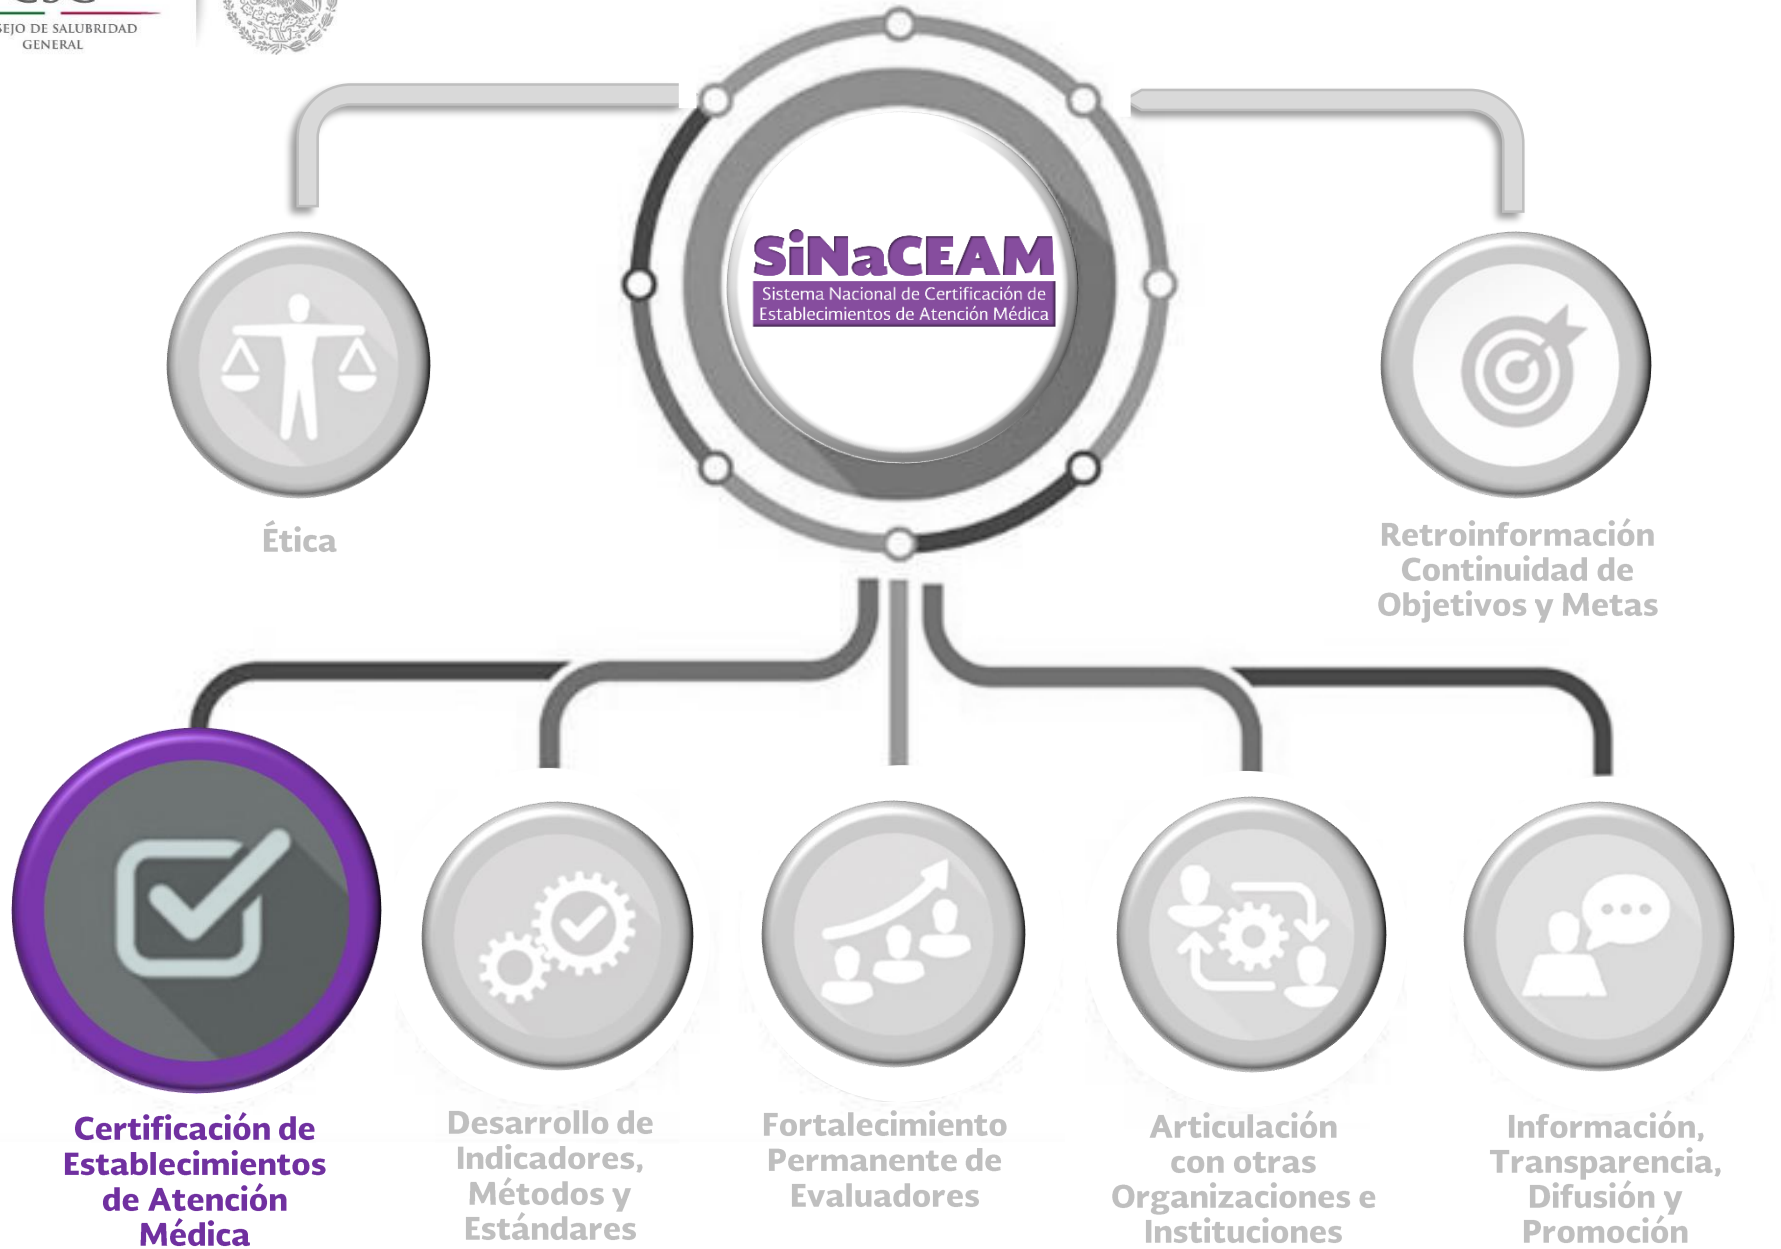 EJO DE SALUBRIDAD
GENERAL
SiNaCEAM
Sistema Nacional de Certificación de
Establecimientos de Atención Médica
Ética
Retroinformación
Continuidad de
Objetivos y Metas
Certificación de
Establecimientos
de Atención
Médica
Desarrollo de
Indicadores,
Métodos y
Estándares
Fortalecimiento
Permanente de
Evaluadores
Articulación
con otras
Organizaciones e
Instituciones
Información,
Transparencia,
Difusión y
Promoción